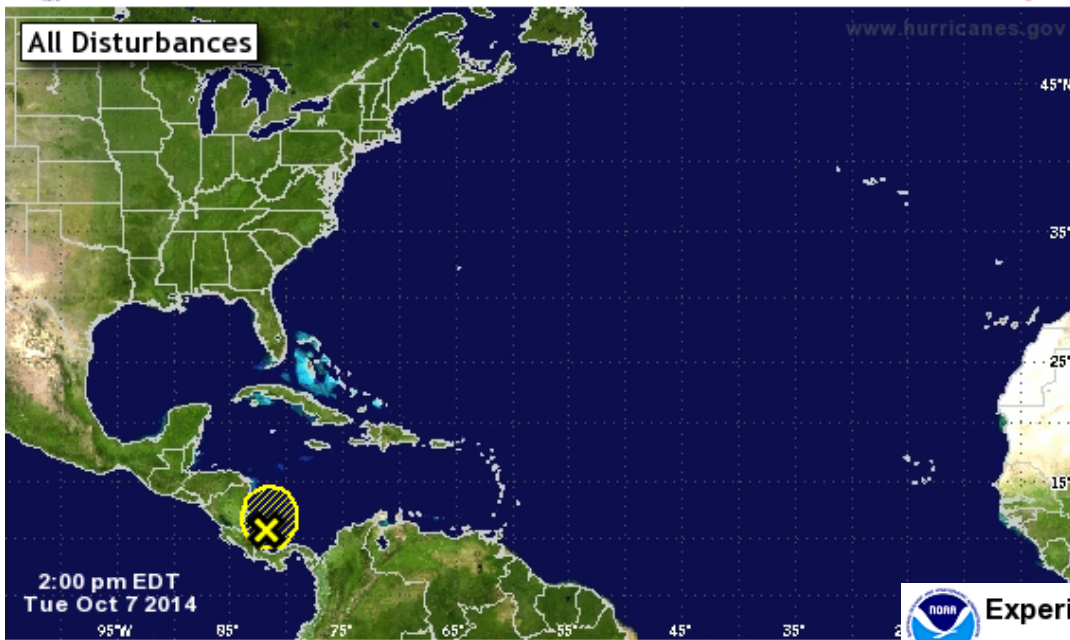 www.hurricanes.gov
All Disturbances
45°N
35°
25°
15°
2:00 pm EDT
Tue Oct 7 2014
NOAA
Experi
95°W 85° 75° 65° 55° 45° 35°